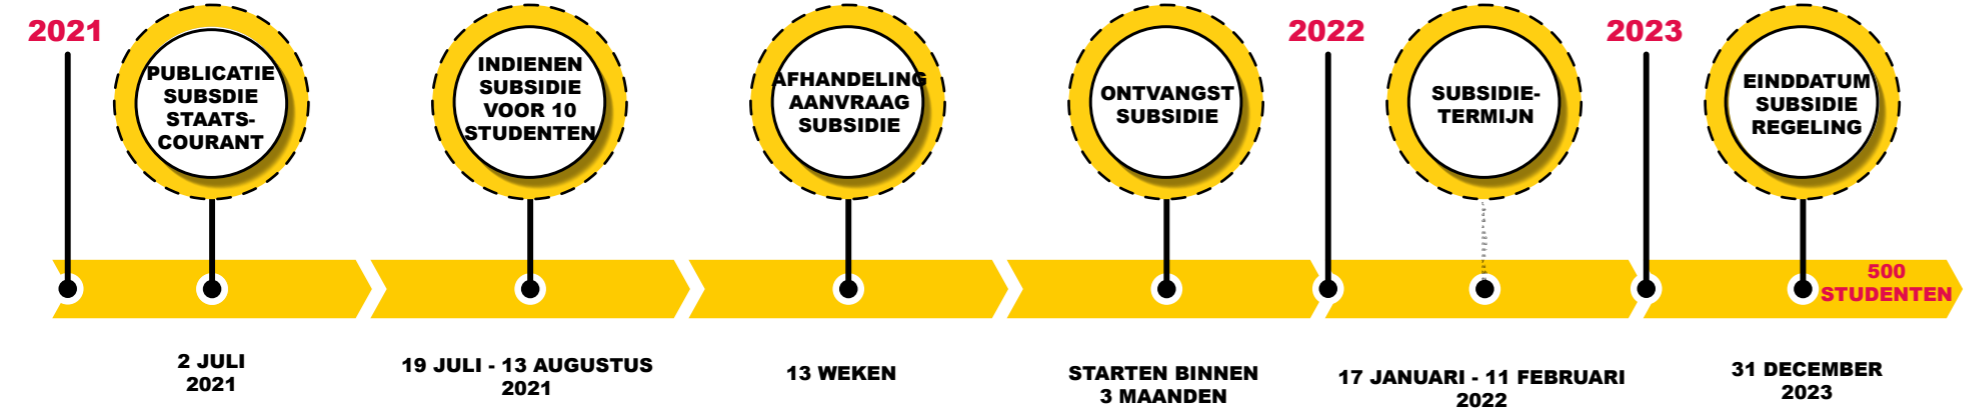 2021
PUBLICATIE
SUBSDIE
STAATS-
COURANT
2 JULI
2021
INDIENEN
SUBSIDIE
VOOR 10
STUDENTEN
19 JULI - 13 AUGUSTUS
2021
AFHANDELING
AANVRAAG
SUBSIDIE
13 WEKEN
ONTVANGST
SUBSIDIE
STARTEN BINNEN
3 MAANDEN
2022
SUBSIDIE-
TERMIJN
17 JANUARI - 11 FEBRUARI
2022
2023
EINDDATUM
SUBSIDIE
REGELING
500
STUDENTEN
31 DECEMBER
2023